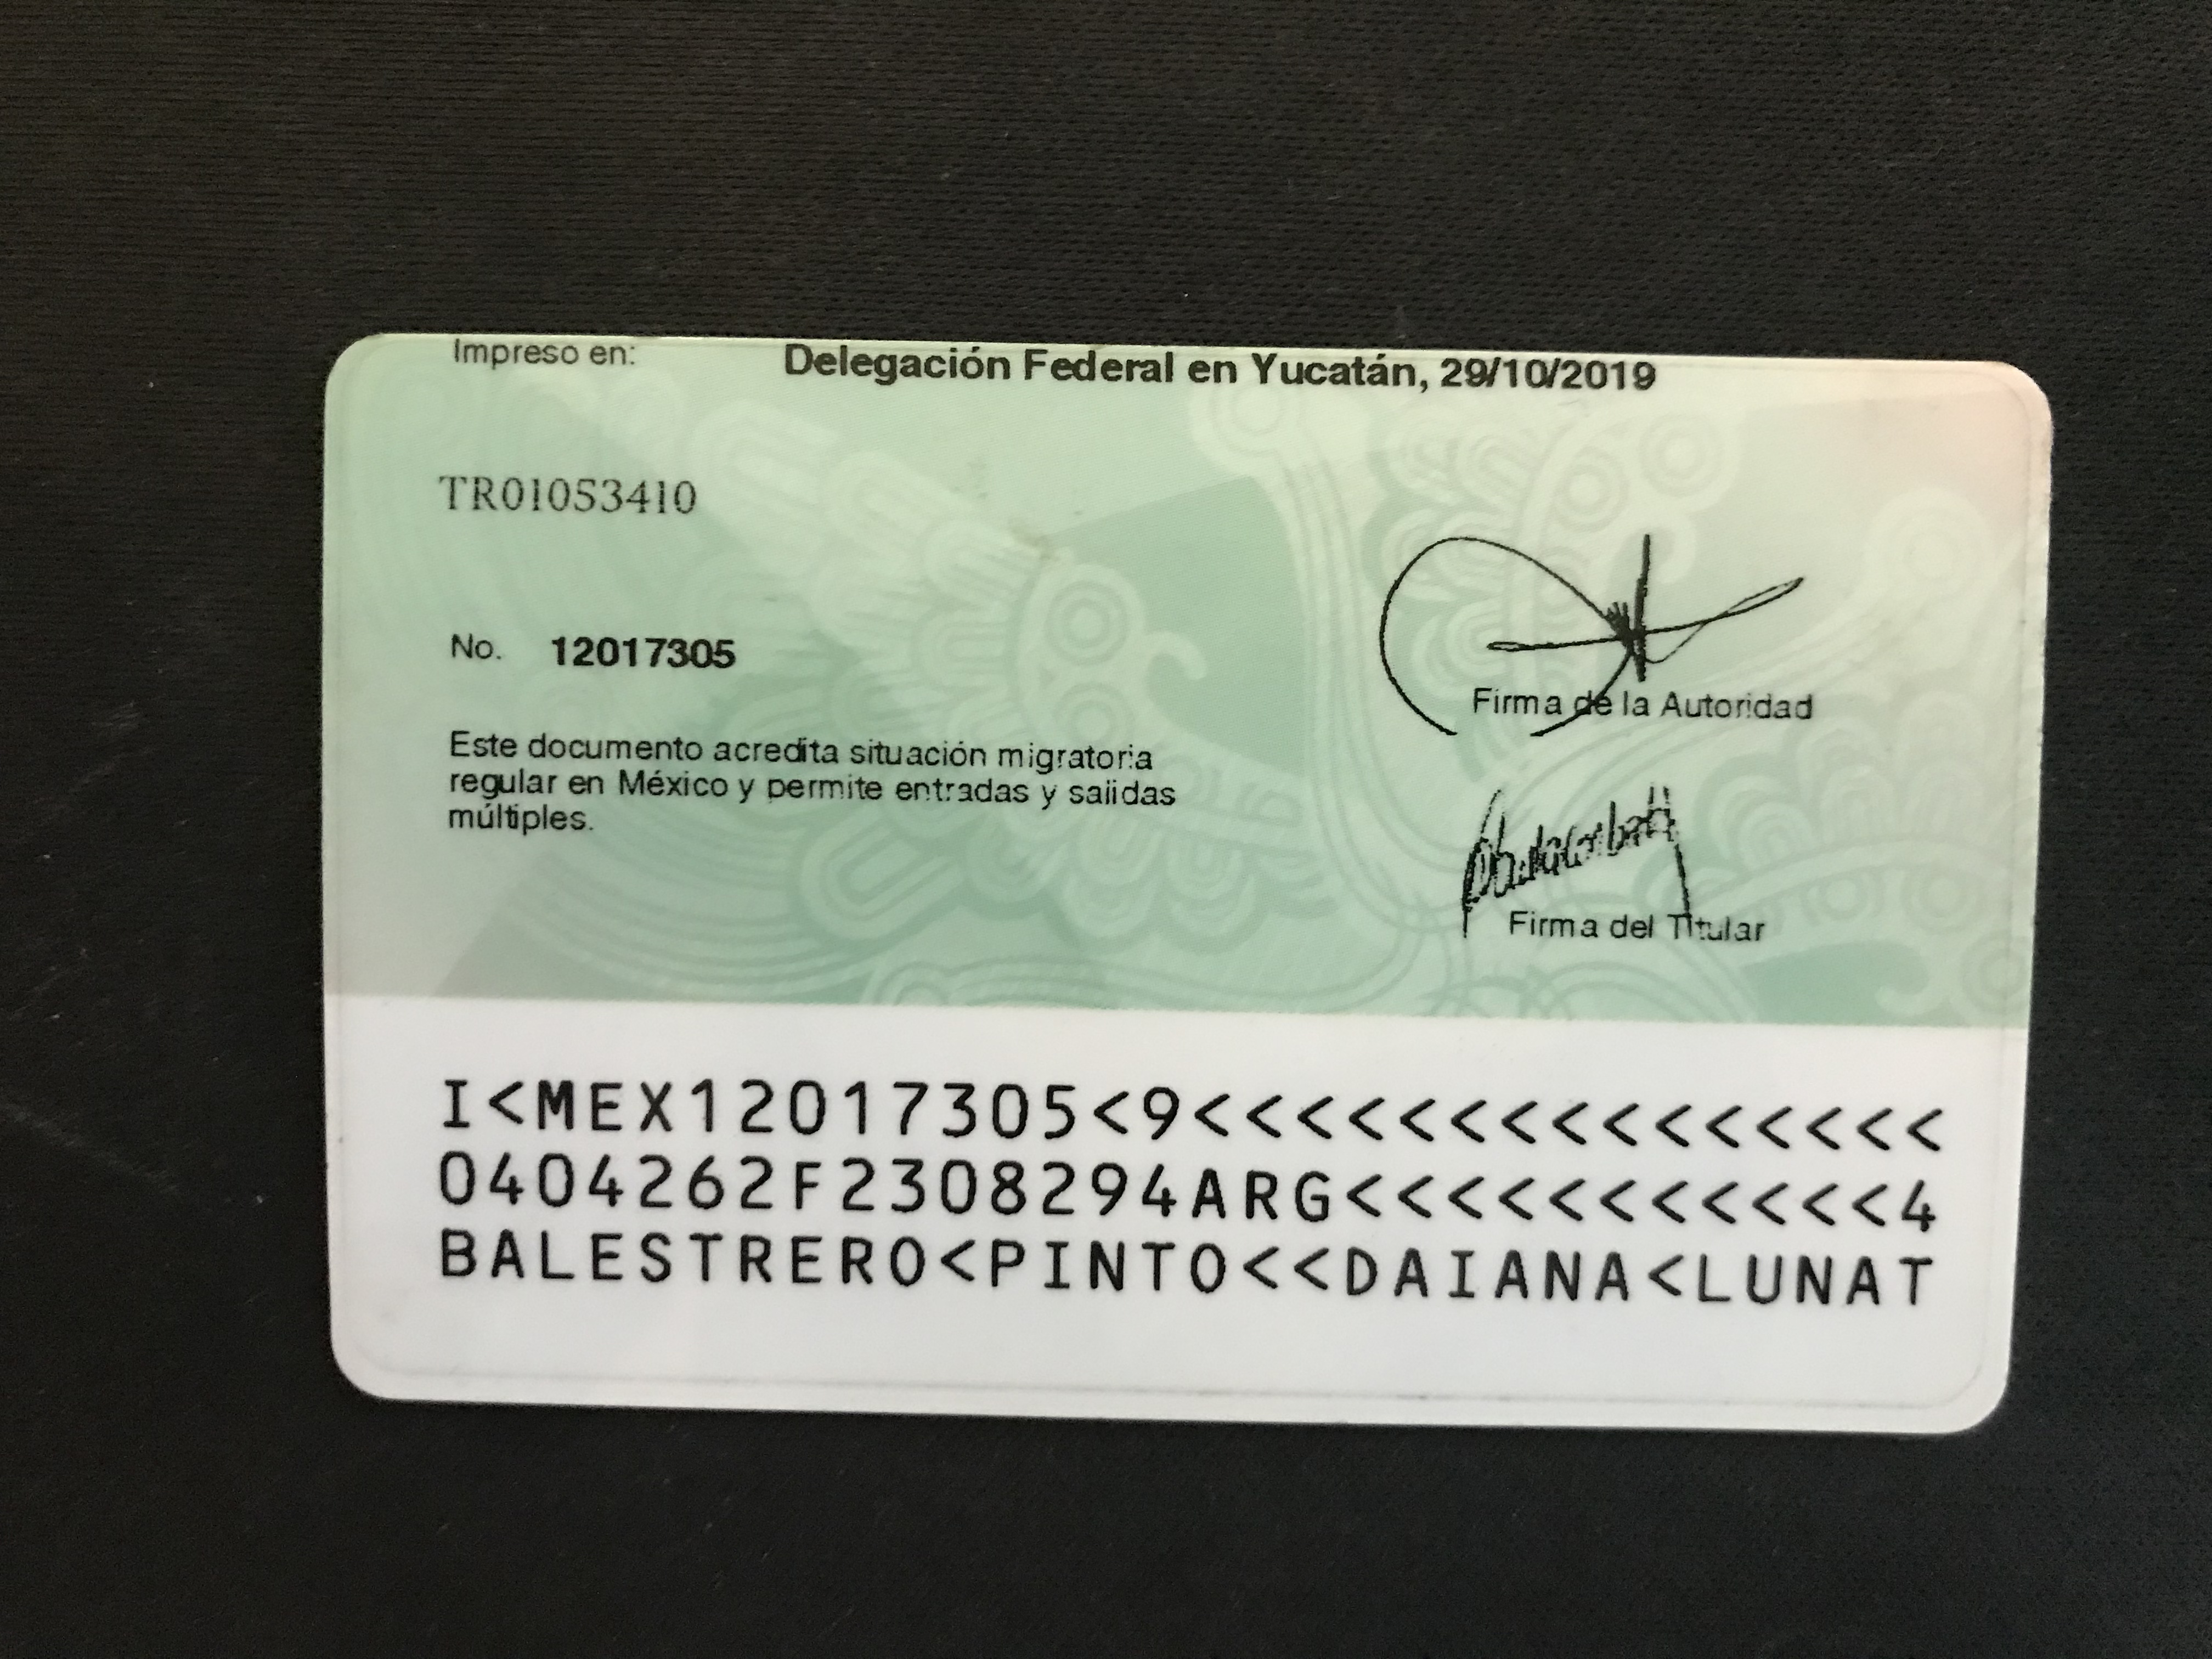 Impreso en: Delegación Federal en Yucatán, 29/10/2019
TR01053410
No. 12017305
Este documento acredita situación migratoria
regular en México y permite entradas y salidas
múltiples.
Firma de la Autoridad
Firma del Titular
I<MEX12017305<9<<<<<<<<<<<<<<<
0404262F2308294ARG<<<<<<<<<<<4
BALESTRERO<PINTO<<DAIANA<LUNAT